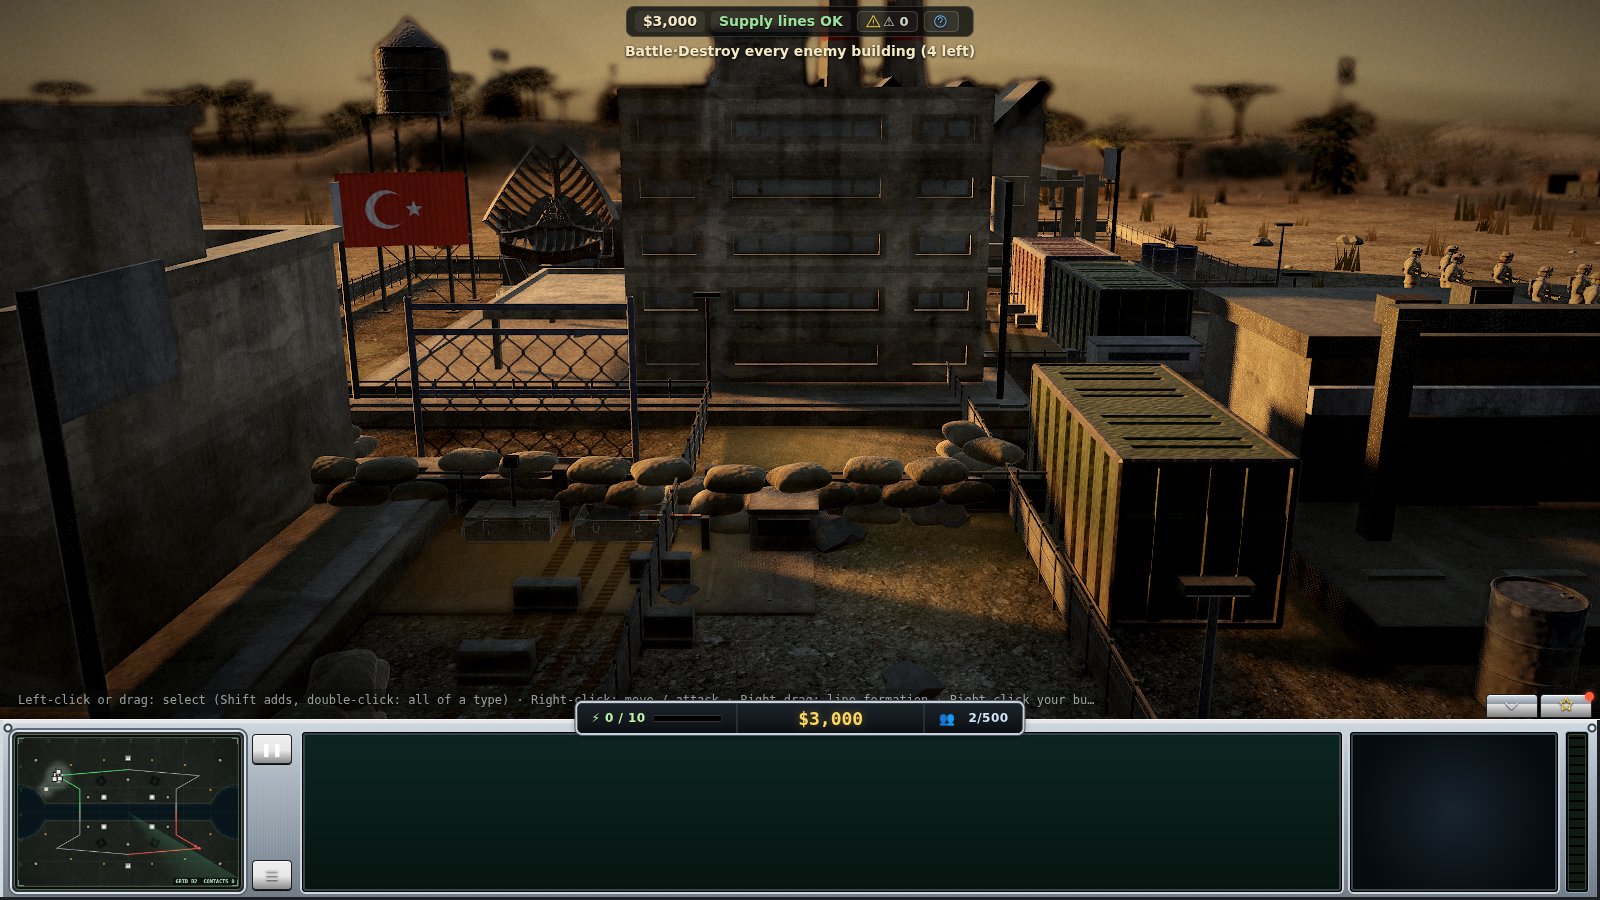 $3,000 Supply lines OK ⚠ 0
Battle·Destroy every enemy building (4 left)
Left-click or drag: select (Shift adds, double-click: all of a type) · Right-click: move / attack · Right-drag: line formation · Right-click your bu…
⚡ 0 / 10 $3,000 2/500